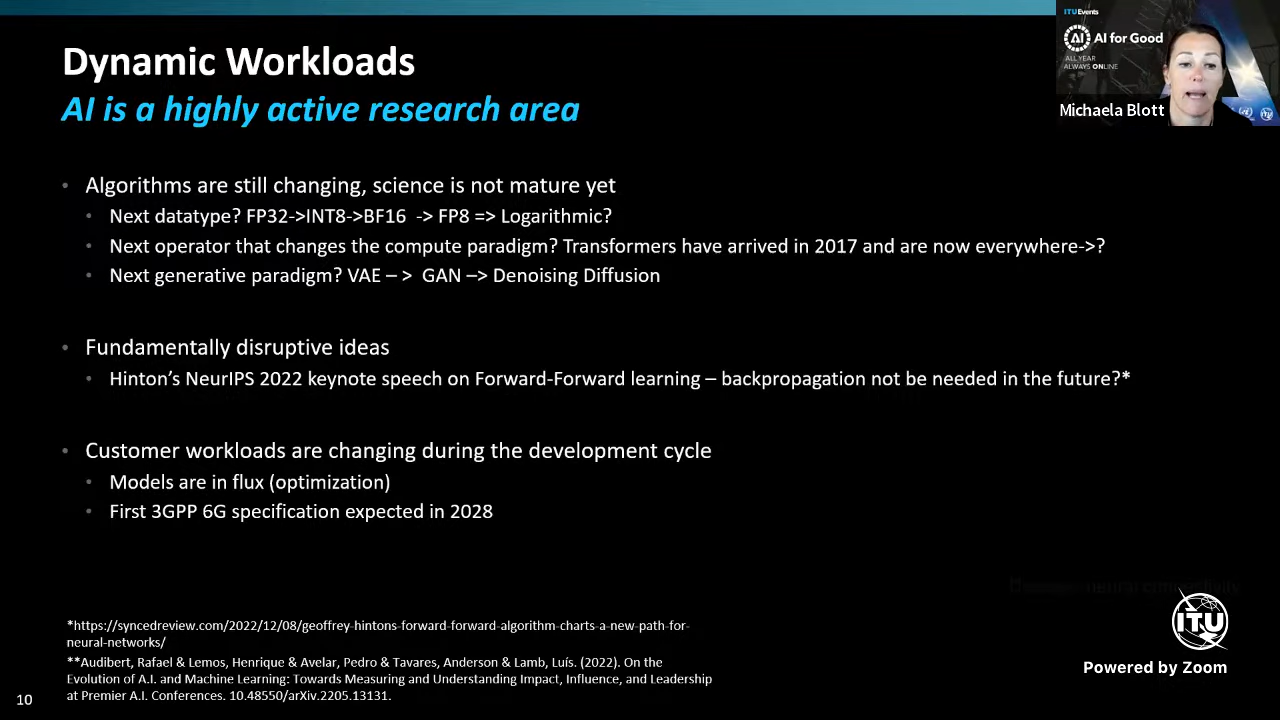 Dynamic Workloads
AI is a highly active research area
ITUEvents
AI
AI for Good
ALL YEAR
ALWAYS ONLINE
Michaela Blott
• Algorithms are still changing, science is not mature yet
• Next datatype? FP32->INT8->BF16 -> FP8 => Logarithmic?
• Next operator that changes the compute paradigm? Transformers have arrived in 2017 and are now everywhere->?
• Next generative paradigm? VAE – > GAN –> Denoising Diffusion
• Fundamentally disruptive ideas
• Hinton’s NeurIPS 2022 keynote speech on Forward-Forward learning – backpropagation not be needed in the future?*
• Customer workloads are changing during the development cycle
• Models are in flux (optimization)
• First 3GPP 6G specification expected in 2028
*https://syncedreview.com/2022/12/08/geoffrey-hintons-forward-forward-algorithm-charts-a-new-path-for-
neural-networks/
**Audibert, Rafael & Lemos, Henrique & Avelar, Pedro & Tavares, Anderson & Lamb, Luís. (2022). On the
Evolution of A.I. and Machine Learning: Towards Measuring and Understanding Impact, Influence, and Leadership
at Premier A.I. Conferences. 10.48550/arXiv.2205.13131.
10
ITU
Powered by Zoom